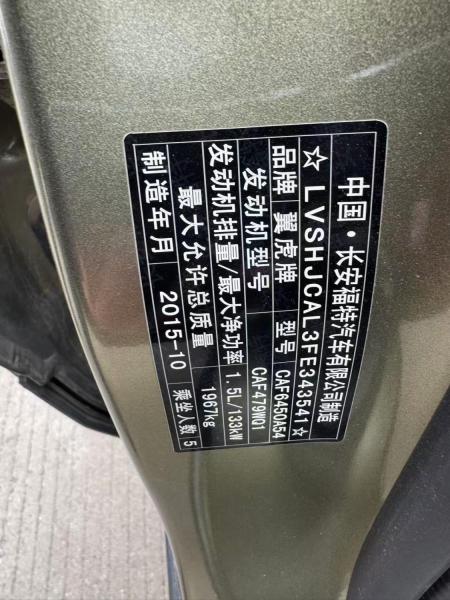 中国·长安福特汽车有限公司制造
☆LVSHJCAL3FE343541☆
品牌 翼虎牌 型号 CAF6450A54
发动机型号 CAF479WQ1
发动机排量/最大净功率 1.5L/133kW
最大允许总质量 1967kg
制造年月 2015-10 乘坐人数 5